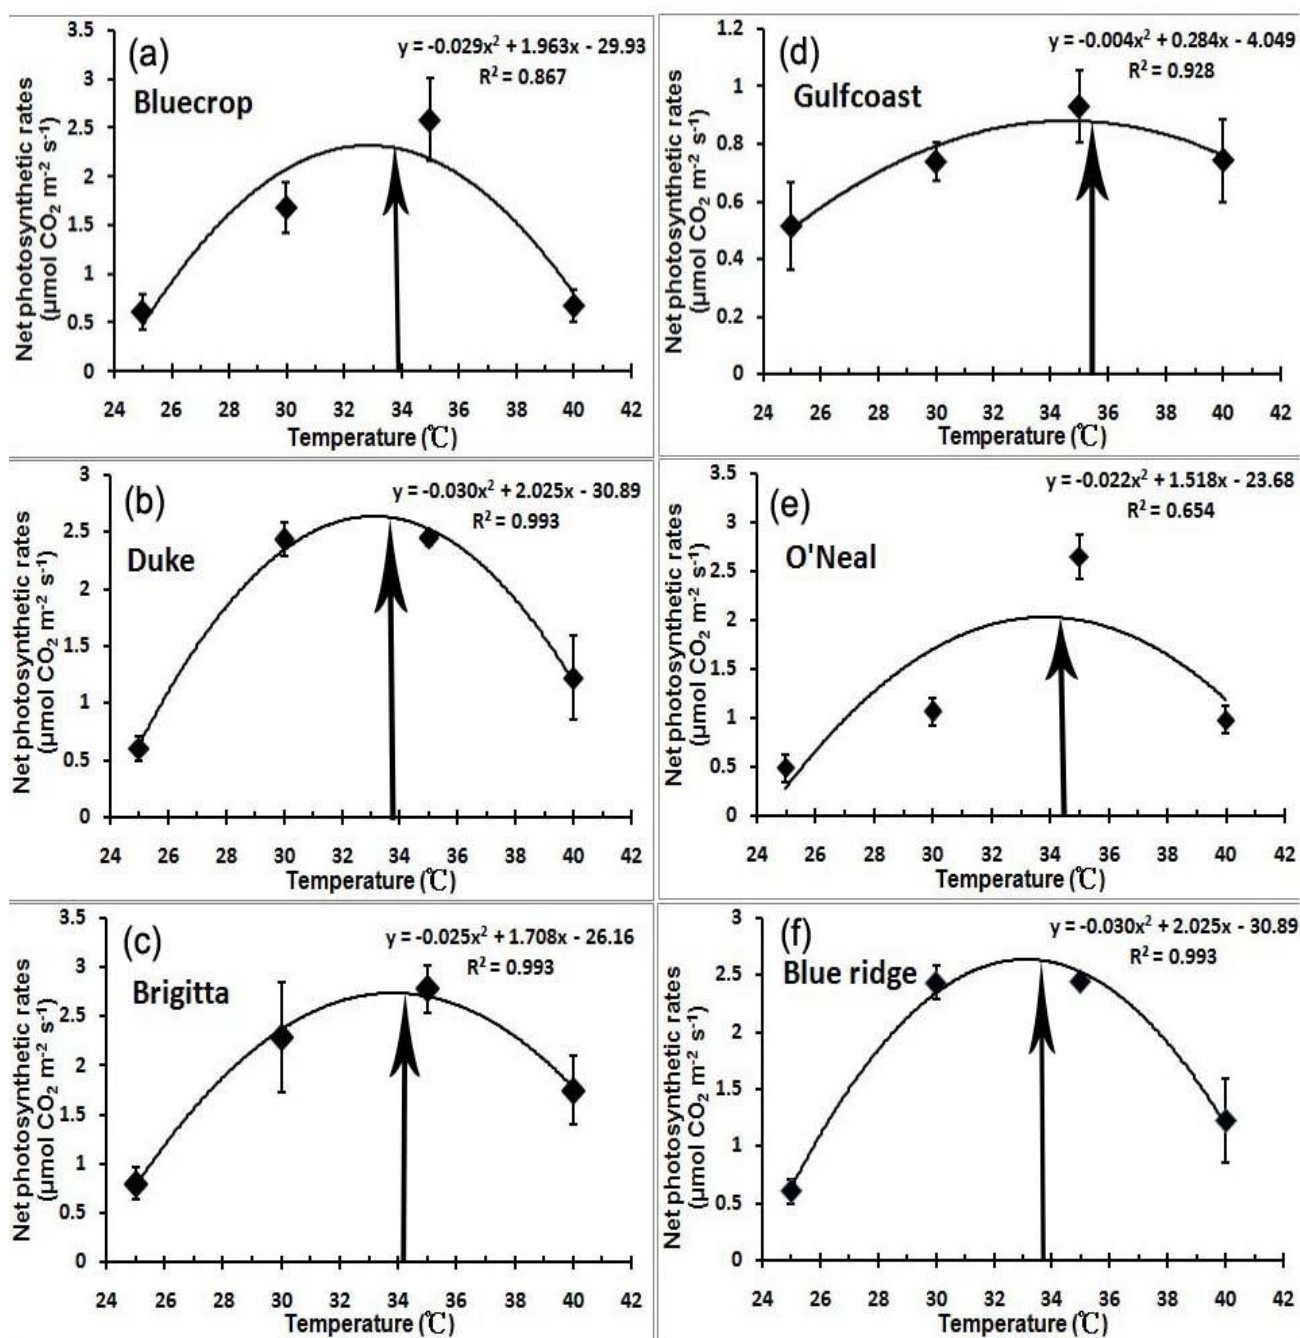 (a)
Bluecrop
y = -0.029x² + 1.963x - 29.93
R² = 0.867
Net photosynthetic rates
(μmol CO₂ m⁻² s⁻¹)
3.5
3
2.5
2
1.5
1
0.5
0
24 26 28 30 32 34 36 38 40 42
Temperature (℃)
(d)
Gulfcoast
y = -0.004x² + 0.284x - 4.049
R² = 0.928
Net photosynthetic rates
(μmol CO₂ m⁻² s⁻¹)
1.2
1
0.8
0.6
0.4
0.2
0
24 26 28 30 32 34 36 38 40 42
Temperature (℃)
(b)
Duke
y = -0.030x² + 2.025x - 30.89
R² = 0.993
Net photosynthetic rates
(μmol CO₂ m⁻² s⁻¹)
3
2.5
2
1.5
1
0.5
0
24 26 28 30 32 34 36 38 40 42
Temperature (℃)
(e)
O'Neal
y = -0.022x² + 1.518x - 23.68
R² = 0.654
Net photosynthetic rates
(μmol CO₂ m⁻² s⁻¹)
3.5
3
2.5
2
1.5
1
0.5
0
24 26 28 30 32 34 36 38 40 42
Temperature (℃)
(c)
Brigitta
y = -0.025x² + 1.708x - 26.16
R² = 0.993
Net photosynthetic rates
(μmol CO₂ m⁻² s⁻¹)
3.5
3
2.5
2
1.5
1
0.5
0
24 26 28 30 32 34 36 38 40 42
Temperature (℃)
(f)
Blue ridge
y = -0.030x² + 2.025x - 30.89
R² = 0.993
Net photosynthetic rates
(μmol CO₂ m⁻² s⁻¹)
3
2.5
2
1.5
1
0.5
0
24 26 28 30 32 34 36 38 40 42
Temperature (℃)